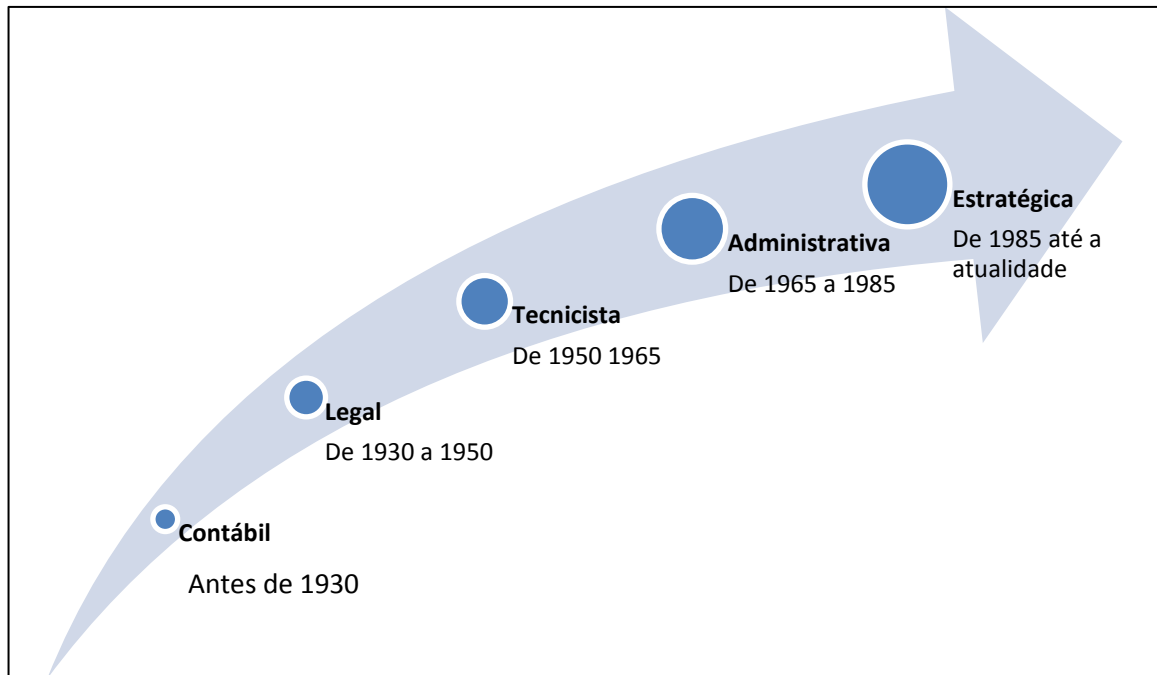 Contábil
Antes de 1930
Legal
De 1930 a 1950
Tecnicista
De 1950 1965
Administrativa
De 1965 a 1985
Estratégica
De 1985 até a
atualidade